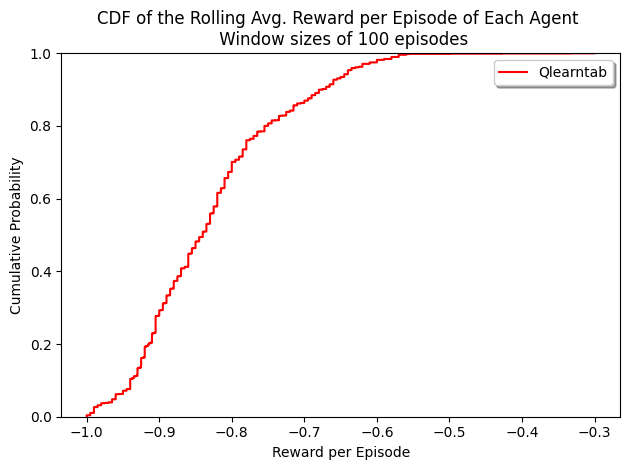 CDF of the Rolling Avg. Reward per Episode of Each Agent
Window sizes of 100 episodes
Qlearntab
Cumulative Probability
1.0
0.8
0.6
0.4
0.2
0.0
−1.0 −0.9 −0.8 −0.7 −0.6 −0.5 −0.4 −0.3
Reward per Episode